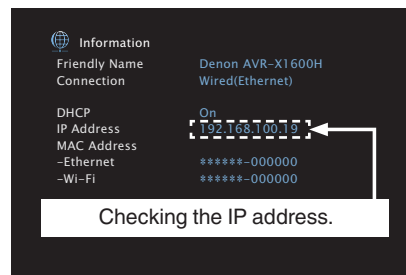 Information
Friendly Name Denon AVR-X1600H
Connection Wired(Ethernet)
DHCP On
IP Address 192.168.100.19
MAC Address
-Ethernet ******-000000
-Wi-Fi ******-000000
Checking the IP address.